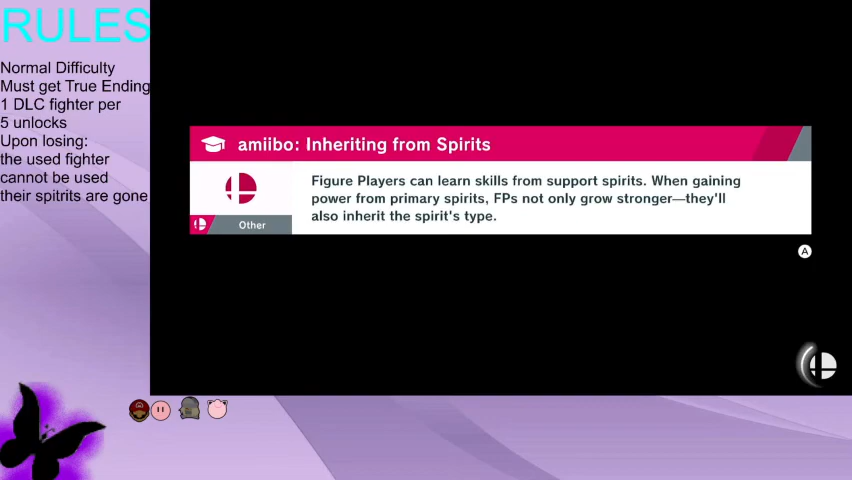 RULES
Normal Difficulty
Must get True Ending
1 DLC fighter per
5 unlocks
Upon losing:
the used fighter
cannot be used
their spitrits are gone
amiibo: Inheriting from Spirits
Figure Players can learn skills from support spirits. When gaining
power from primary spirits, FPs not only grow stronger—they'll
also inherit the spirit's type.
Other
A